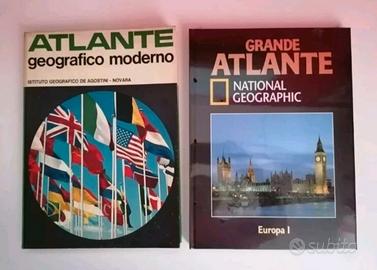 ATLANTE
geografico moderno
ISTITUTO GEOGRAFICO DE AGOSTINI - NOVARA
GRANDE
ATLANTE
NATIONAL
GEOGRAPHIC
Europa I
subito